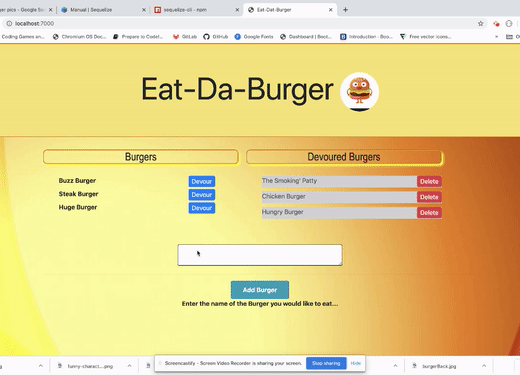 ger pics - Google S
Manual | Sequelize
sequelize-cli - npm
Eat-Dat-Burger
localhost:7000
Coding Games an...
Chromium OS Doc...
Prepare to Codef...
GitLab
GitHub
Google Fonts
Dashboard | Boot...
Introduction · Boo...
Free vector icons...
Eat-Da-Burger
Burgers
Devoured Burgers
Buzz Burger
Devour
Steak Burger
Devour
Huge Burger
Devour
The Smoking' Patty
Delete
Chicken Burger
Delete
Hungry Burger
Delete
Add Burger
Enter the name of the Burger you would like to eat...
funny-charact....png
Screencastify - Screen Video Recorder is sharing your screen.
Stop sharing
Hide
burgerBack.jpg